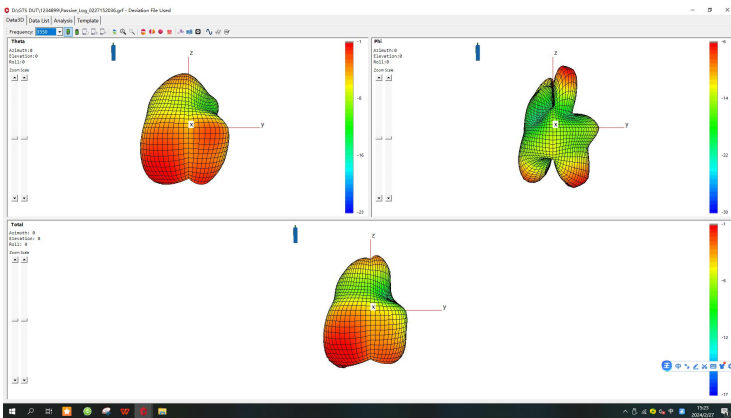 D:\GTS DUT\1234899\Passive_Log_0227152036.grf - Deviation File Used
Data3D Data List Analysis Template
Frequency: 3550
Theta
Azimuth:0
Elevation:0
Roll:0
Zoom Scale
Z
X
y
-1
-8
-16
-23
Phi
Azimuth:0
Elevation:0
Roll:0
Zoom Scale
Z
X
y
-6
-14
-22
-30
Total
Azimuth: 0
Elevation: 0
Roll: 0
Zoom Scale
Z
X
y
-1
-6
-12
-17
中
中
15:23
2024/2/27